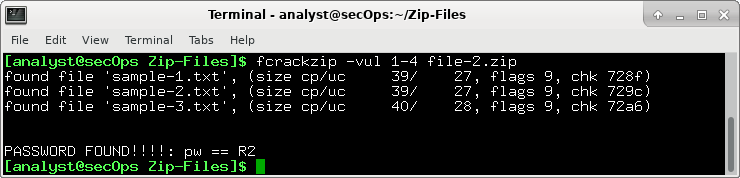 Terminal - analyst@secOps:~/Zip-Files
File Edit View Terminal Tabs Help
[analyst@secOps Zip-Files]$ fcrackzip -vul 1-4 file-2.zip
found file 'sample-1.txt', (size cp/uc     39/    27, flags 9, chk 728f)
found file 'sample-2.txt', (size cp/uc     39/    27, flags 9, chk 729c)
found file 'sample-3.txt', (size cp/uc     40/    28, flags 9, chk 72a6)
PASSWORD FOUND!!!!: pw == R2
[analyst@secOps Zip-Files]$